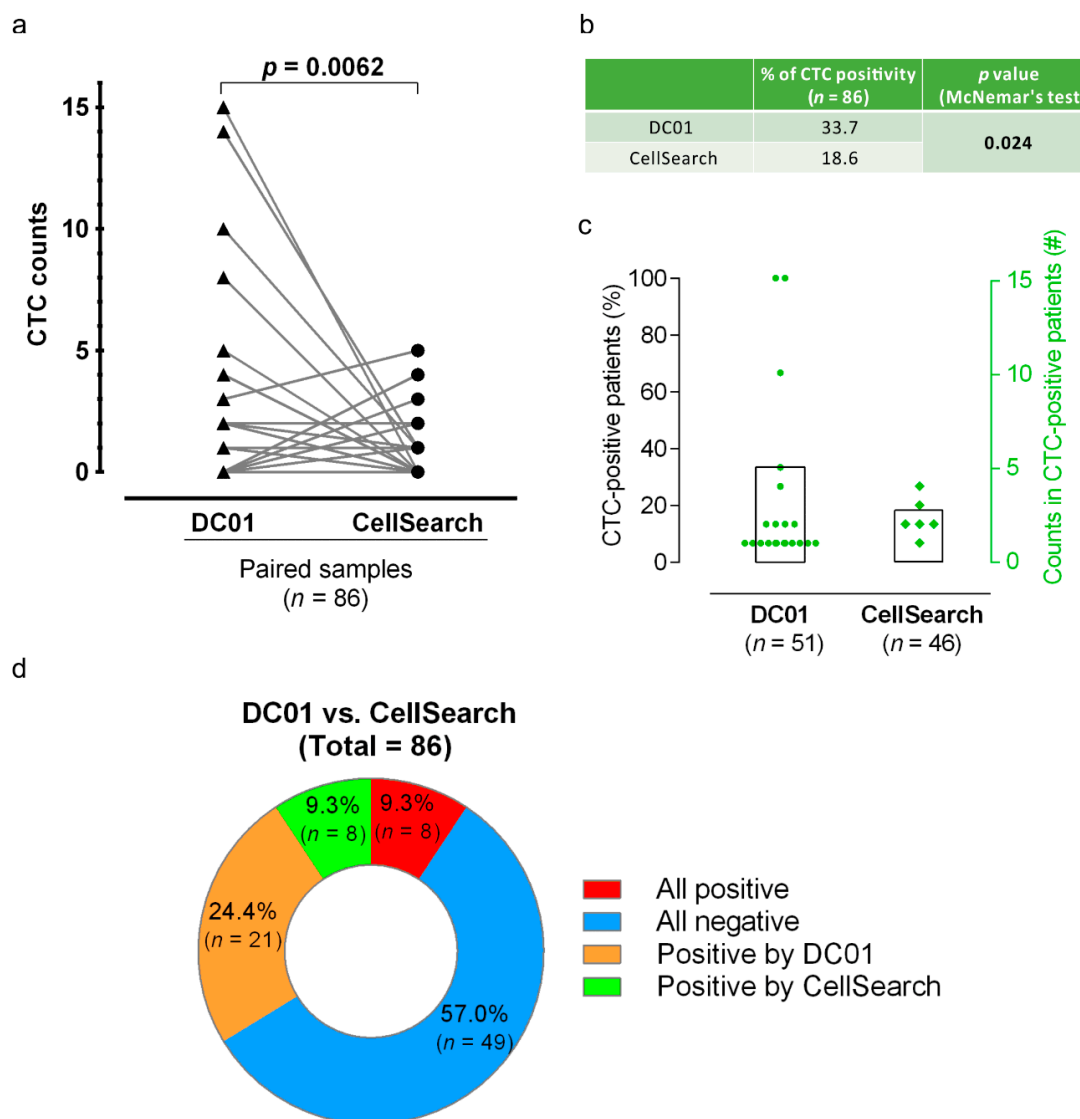 a
p = 0.0062
15
10
5
0
CTC counts
DC01 CellSearch
Paired samples
(n = 86)
b
% of CTC positivity
(n = 86)
p value
(McNemar's test
DC01 33.7
CellSearch 18.6
0.024
c
100
80
60
40
20
0
CTC-positive patients (%)
15
10
5
0
Counts in CTC-positive patients (#)
DC01 CellSearch
(n = 51) (n = 46)
d
DC01 vs. CellSearch
(Total = 86)
9.3% 9.3%
(n = 8) (n = 8)
24.4%
(n = 21)
57.0%
(n = 49)
All positive
All negative
Positive by DC01
Positive by CellSearch